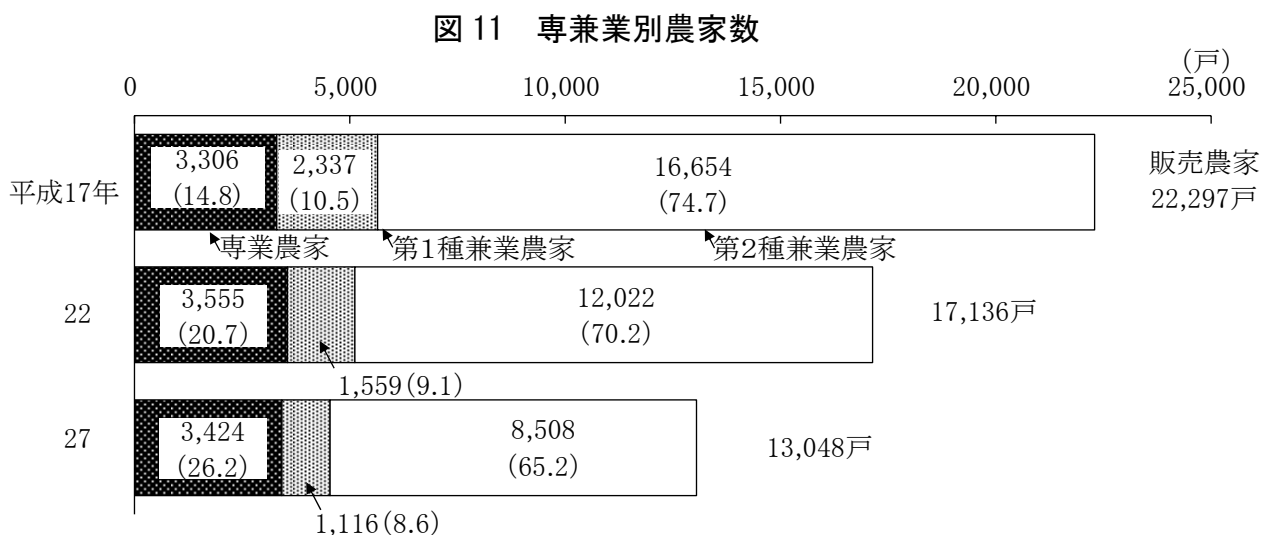 図 11　専兼業別農家数
(戸)
0　5,000　10,000　15,000　20,000　25,000
平成17年
3,306
(14.8)
2,337
(10.5)
16,654
(74.7)
販売農家
22,297戸
専業農家
第1種兼業農家
第2種兼業農家
22
3,555
(20.7)
12,022
(70.2)
17,136戸
1,559(9.1)
27
3,424
(26.2)
8,508
(65.2)
13,048戸
1,116(8.6)